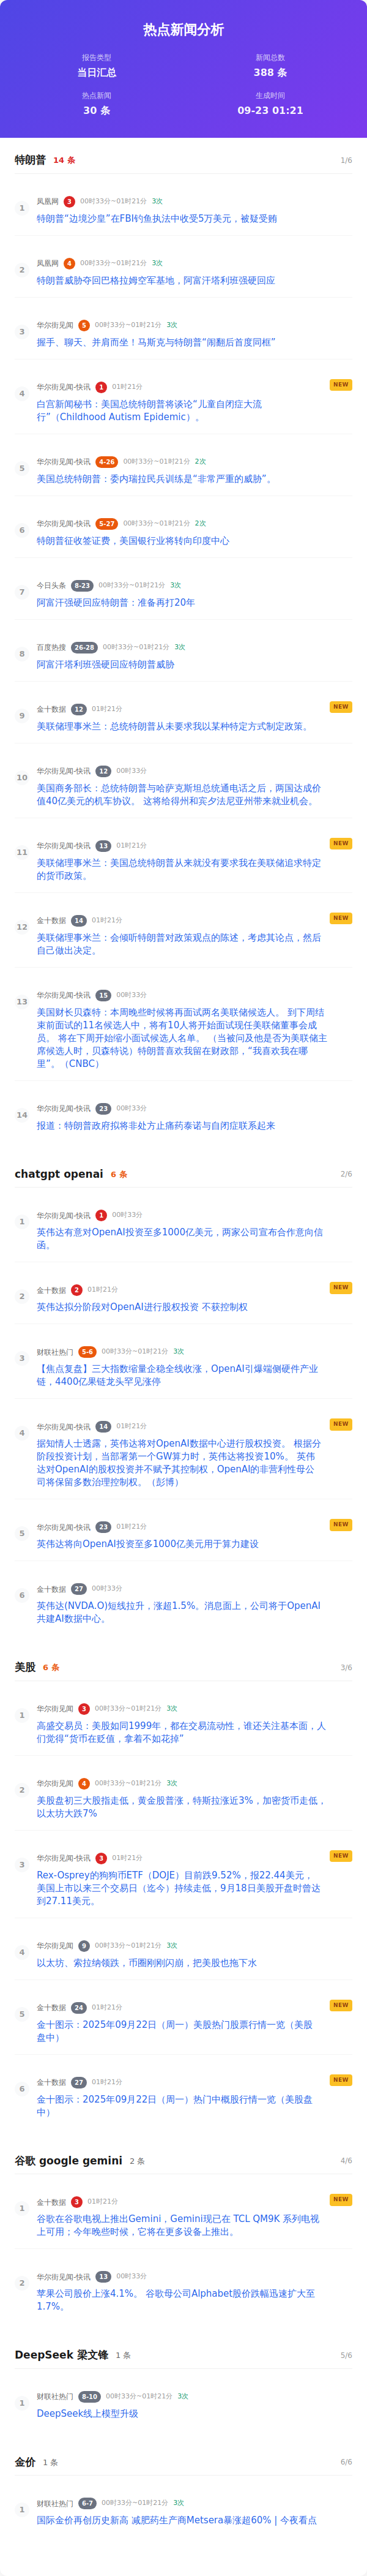 热点新闻分析
报告类型
新闻总数
当日汇总
388 条
热点新闻
生成时间
30 条
09-23 01:21
特朗普 14 条 1/6
1 凤凰网 3 00时33分~01时21分 3次
特朗普“边境沙皇”在FBI钓鱼执法中收受5万美元，被疑受贿
2 凤凰网 4 00时33分~01时21分 3次
特朗普威胁夺回巴格拉姆空军基地，阿富汗塔利班强硬回应
3 华尔街见闻 5 00时33分~01时21分 3次
握手、聊天、并肩而坐！马斯克与特朗普“闹翻后首度同框”
4 华尔街见闻-快讯 1 01时21分 NEW
白宫新闻秘书：美国总统特朗普将谈论“儿童自闭症大流
行”（Childhood Autism Epidemic）。
5 华尔街见闻-快讯 4-26 00时33分~01时21分 2次
美国总统特朗普：委内瑞拉民兵训练是“非常严重的威胁”。
6 华尔街见闻-快讯 5-27 00时33分~01时21分 2次
特朗普征收签证费，美国银行业将转向印度中心
7 今日头条 8-23 00时33分~01时21分 3次
阿富汗强硬回应特朗普：准备再打20年
8 百度热搜 26-28 00时33分~01时21分 3次
阿富汗塔利班强硬回应特朗普威胁
9 金十数据 12 01时21分 NEW
美联储理事米兰：总统特朗普从未要求我以某种特定方式制定政策。
10 华尔街见闻-快讯 12 00时33分
美国商务部长：总统特朗普与哈萨克斯坦总统通电话之后，两国达成价
值40亿美元的机车协议。 这将给得州和宾夕法尼亚州带来就业机会。
11 华尔街见闻-快讯 13 01时21分 NEW
美联储理事米兰：美国总统特朗普从来就没有要求我在美联储追求特定
的货币政策。
12 金十数据 14 01时21分 NEW
美联储理事米兰：会倾听特朗普对政策观点的陈述，考虑其论点，然后
自己做出决定。
13 华尔街见闻-快讯 15 00时33分
美国财长贝森特：本周晚些时候将再面试两名美联储候选人。 到下周结
束前面试的11名候选人中，将有10人将开始面试现任美联储董事会成
员。 将在下周开始缩小面试候选人名单。 （当被问及他是否为美联储主
席候选人时，贝森特说）特朗普喜欢我留在财政部，“我喜欢我在哪
里”。（CNBC）
14 华尔街见闻-快讯 23 00时33分
报道：特朗普政府拟将非处方止痛药泰诺与自闭症联系起来
chatgpt openai 6 条 2/6
1 华尔街见闻-快讯 1 00时33分
英伟达有意对OpenAI投资至多1000亿美元，两家公司宣布合作意向信
函。
2 金十数据 2 01时21分 NEW
英伟达拟分阶段对OpenAI进行股权投资 不获控制权
3 财联社热门 5-6 00时33分~01时21分 3次
【焦点复盘】三大指数缩量企稳全线收涨，OpenAI引爆端侧硬件产业
链，4400亿果链龙头罕见涨停
4 华尔街见闻-快讯 14 01时21分 NEW
据知情人士透露，英伟达将对OpenAI数据中心进行股权投资。 根据分
阶段投资计划，当部署第一个GW算力时，英伟达将投资10%。 英伟
达对OpenAI的股权投资并不赋予其控制权，OpenAI的非营利性母公
司将保留多数治理控制权。（彭博）
5 华尔街见闻-快讯 23 01时21分 NEW
英伟达将向OpenAI投资至多1000亿美元用于算力建设
6 金十数据 27 00时33分
英伟达(NVDA.O)短线拉升，涨超1.5%。消息面上，公司将于OpenAI
共建AI数据中心。
美股 6 条 3/6
1 华尔街见闻 3 00时33分~01时21分 3次
高盛交易员：美股如同1999年，都在交易流动性，谁还关注基本面，人
们觉得“货币在贬值，拿着不如花掉”
2 华尔街见闻 4 00时33分~01时21分 3次
美股盘初三大股指走低，黄金股普涨，特斯拉涨近3%，加密货币走低，
以太坊大跌7%
3 华尔街见闻-快讯 3 01时21分 NEW
Rex-Osprey的狗狗币ETF（DOJE）目前跌9.52%，报22.44美元，
美国上市以来三个交易日（迄今）持续走低，9月18日美股开盘时曾达
到27.11美元。
4 华尔街见闻 9 00时33分~01时21分 3次
以太坊、索拉纳领跌，币圈刚刚闪崩，把美股也拖下水
5 金十数据 24 01时21分 NEW
金十图示：2025年09月22日（周一）美股热门股票行情一览（美股
盘中）
6 金十数据 27 01时21分 NEW
金十图示：2025年09月22日（周一）热门中概股行情一览（美股盘
中）
谷歌 google gemini 2 条 4/6
1 金十数据 3 01时21分 NEW
谷歌在谷歌电视上推出Gemini，Gemini现已在 TCL QM9K 系列电视
上可用；今年晚些时候，它将在更多设备上推出。
2 华尔街见闻-快讯 13 00时33分
苹果公司股价上涨4.1%。 谷歌母公司Alphabet股价跌幅迅速扩大至
1.7%。
DeepSeek 梁文锋 1 条 5/6
1 财联社热门 8-10 00时33分~01时21分 3次
DeepSeek线上模型升级
金价 1 条 6/6
1 财联社热门 6-7 00时33分~01时21分 3次
国际金价再创历史新高 减肥药生产商Metsera暴涨超60% | 今夜看点